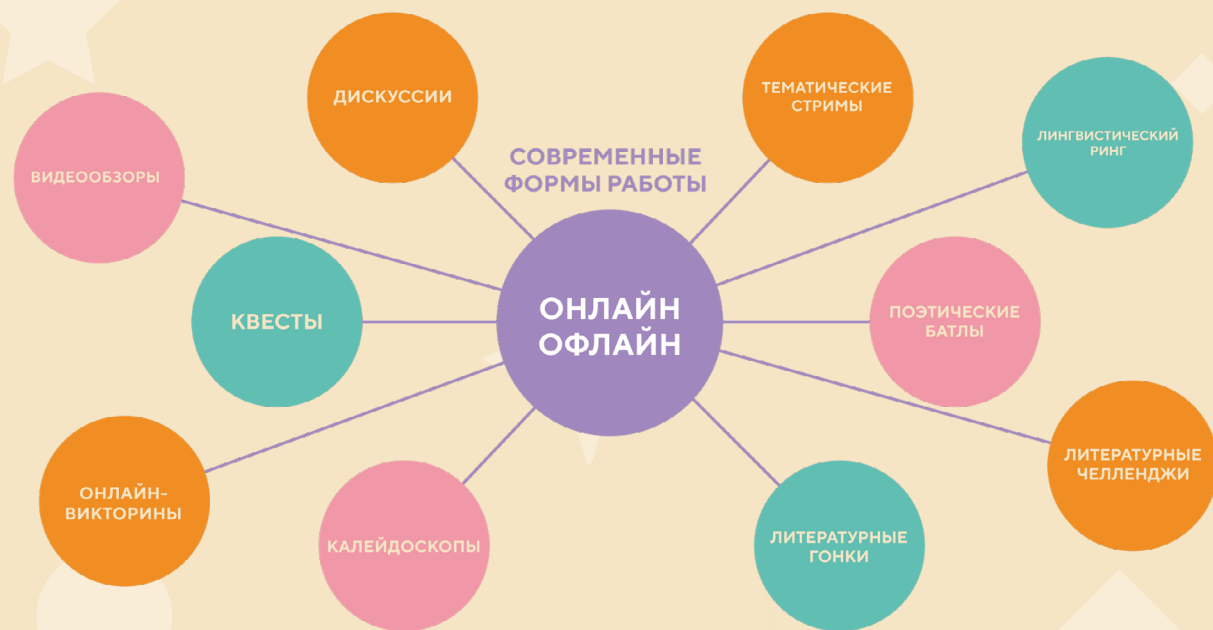 ДИСКУССИИ
ТЕМАТИЧЕСКИЕ
СТРИМЫ
ЛИНГВИСТИЧЕСКИЙ
РИНГ
СОВРЕМЕННЫЕ
ФОРМЫ РАБОТЫ
ВИДЕООБЗОРЫ
КВЕСТЫ
ОНЛАЙН
ОФЛАЙН
ПОЭТИЧЕСКИЕ
БАТЛЫ
ОНЛАЙН-
ВИКТОРИНЫ
КАЛЕЙДОСКОПЫ
ЛИТЕРАТУРНЫЕ
ГОНКИ
ЛИТЕРАТУРНЫЕ
ЧЕЛЛЕНДЖИ